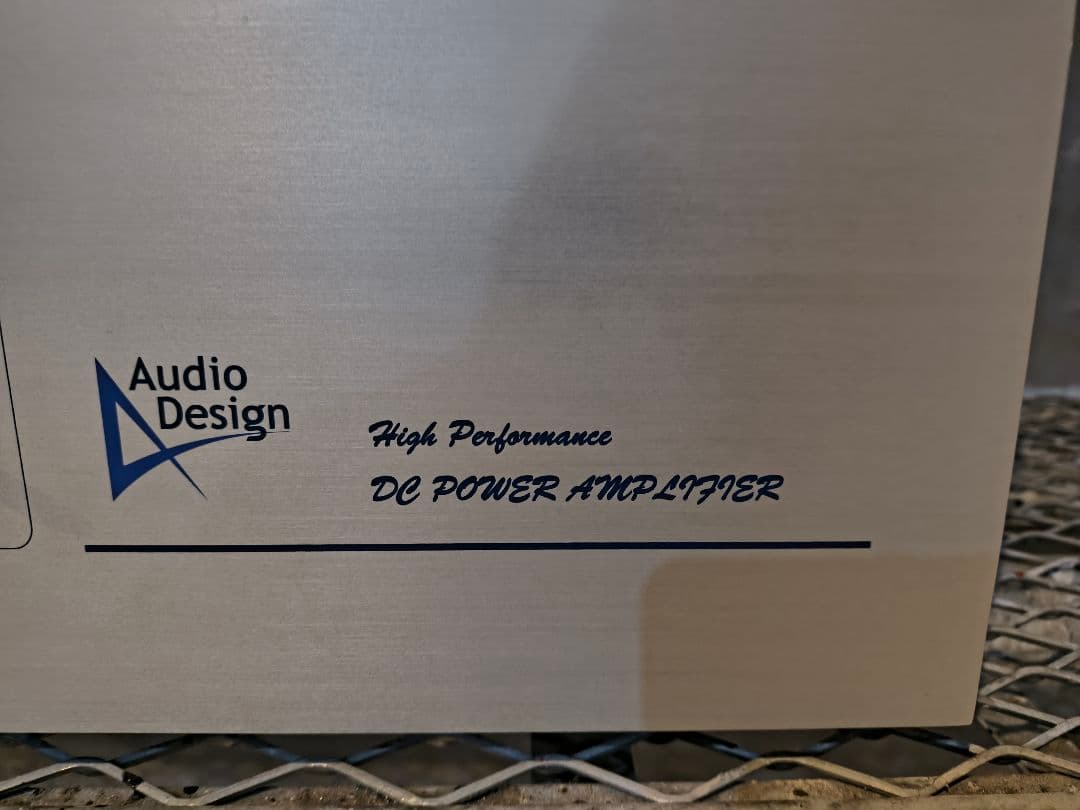 Audio
Design
High Performance
DC POWER AMPLIFIER